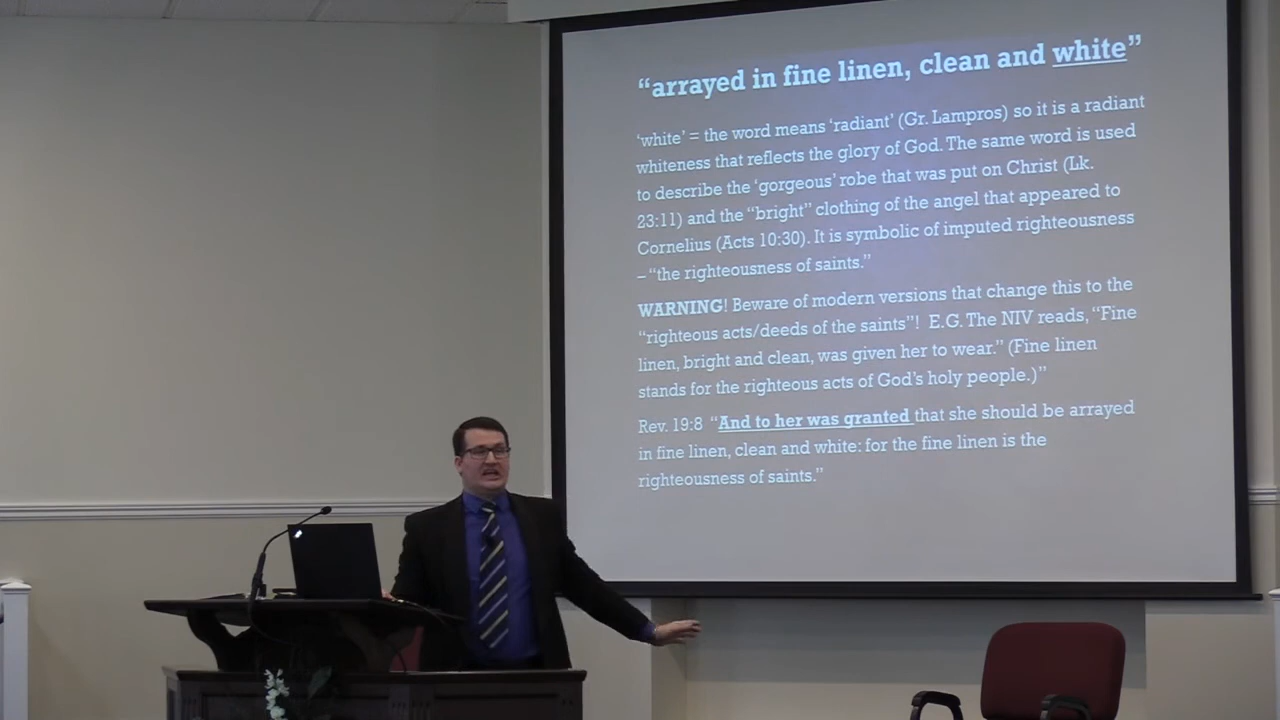 “arrayed in fine linen, clean and white”
‘white’ = the word means ‘radiant’ (Gr. Lampros) so it is a radiant
whiteness that reflects the glory of God. The same word is used
to describe the ‘gorgeous’ robe that was put on Christ (Lk.
23:11) and the “bright” clothing of the angel that appeared to
Cornelius (Acts 10:30). It is symbolic of imputed righteousness
– “the righteousness of saints.”
WARNING! Beware of modern versions that change this to the
“righteous acts/deeds of the saints”! E.G. The NIV reads, “Fine
linen, bright and clean, was given her to wear.” (Fine linen
stands for the righteous acts of God’s holy people.)”
Rev. 19:8 “And to her was granted that she should be arrayed
in fine linen, clean and white: for the fine linen is the
righteousness of saints.”